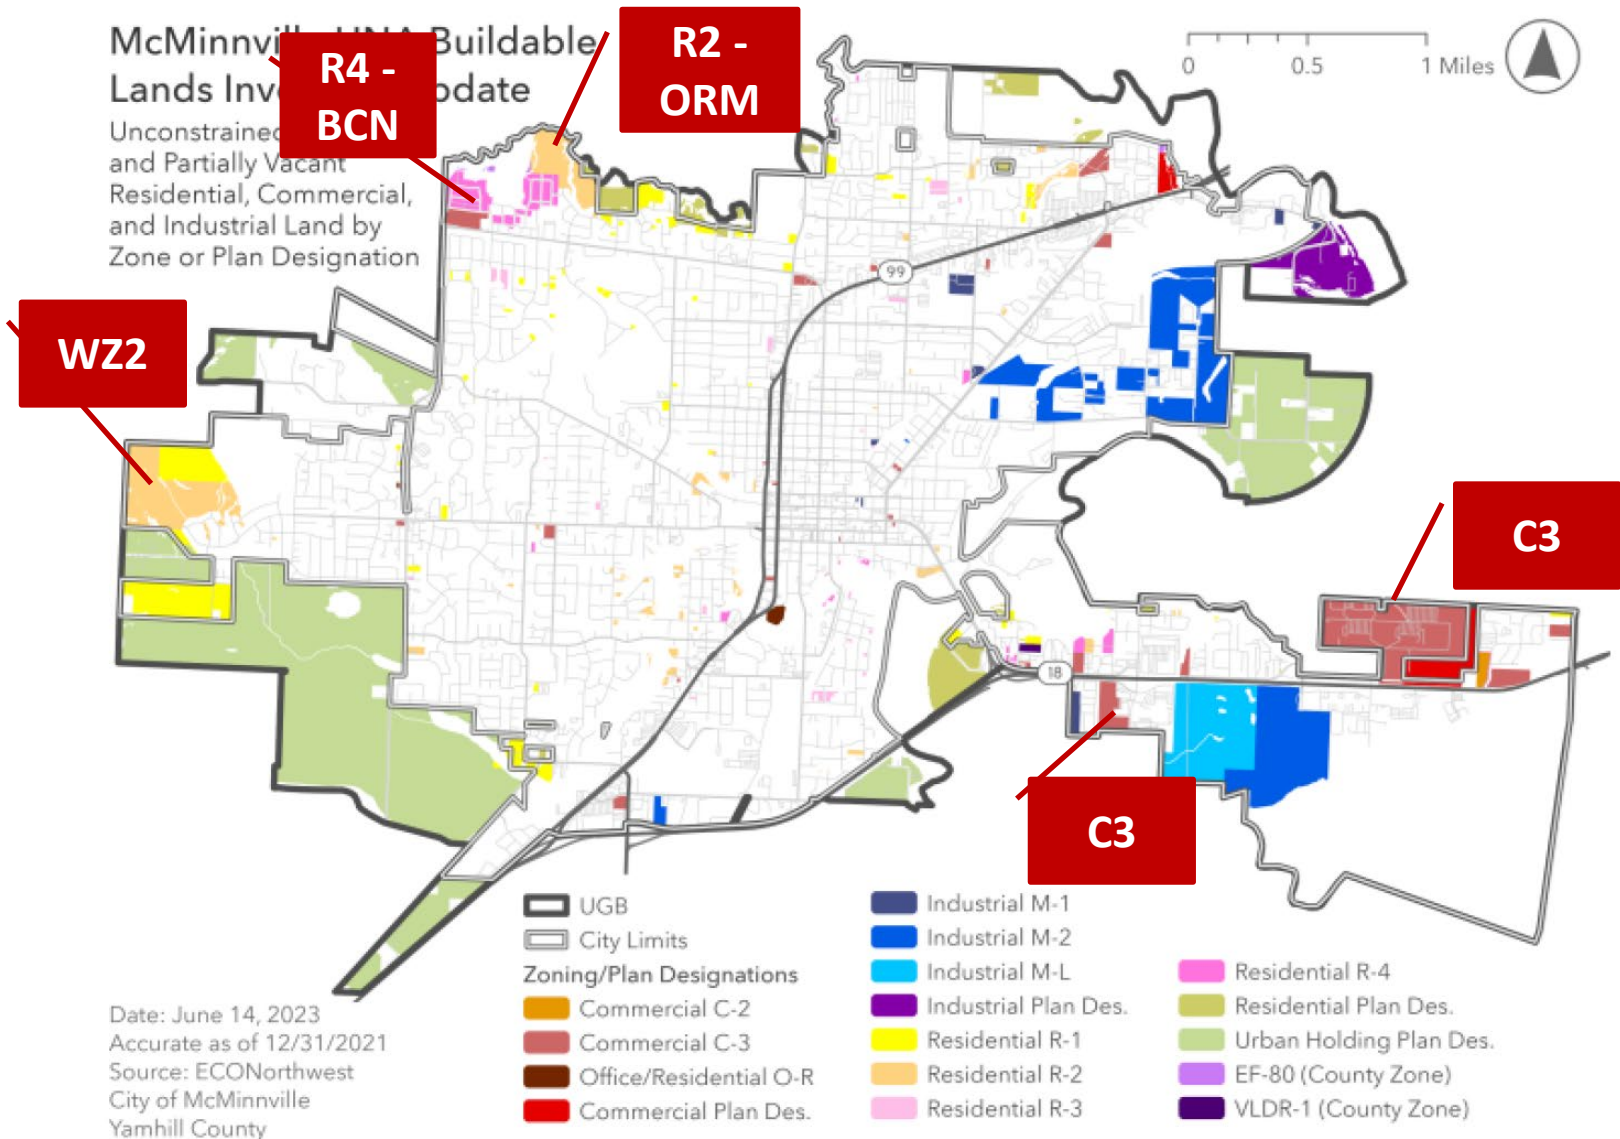 McMinnville HNA Buildable
Lands Inv    pdate
Unconstrained
and Partially Vacant
Residential, Commercial,
and Industrial Land by
Zone or Plan Designation
R4 -
BCN
R2 -
ORM
0 0.5 1 Miles
WZ2
99
C3
18
C3
UGB
City Limits
Zoning/Plan Designations
Commercial C-2
Commercial C-3
Office/Residential O-R
Commercial Plan Des.
Industrial M-1
Industrial M-2
Industrial M-L
Industrial Plan Des.
Residential R-1
Residential R-2
Residential R-3
Residential R-4
Residential Plan Des.
Urban Holding Plan Des.
EF-80 (County Zone)
VLDR-1 (County Zone)
Date: June 14, 2023
Accurate as of 12/31/2021
Source: ECONorthwest
City of McMinnville
Yamhill County